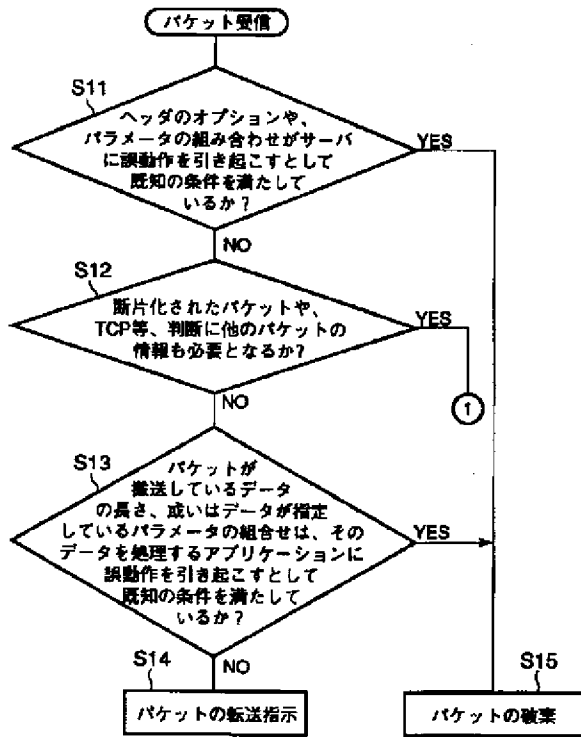 パケット受信
S11
ヘッダのオプションや、
パラメータの組み合わせがサーバ
に誤動作を引き起こすとして
既知の条件を満たして
いるか?
YES
NO
S12
断片化されたパケットや、
TCP等、判断に他のパケットの
情報も必要となるか?
YES
1
NO
S13
パケットが
搬送しているデータ
の長さ、或いはデータが指定
しているパラメータの組合せは、その
データを処理するアプリケーションに
誤動作を引き起こすとして
既知の条件を満たして
いるか?
YES
NO
S14
パケットの転送指示
S15
パケットの破棄